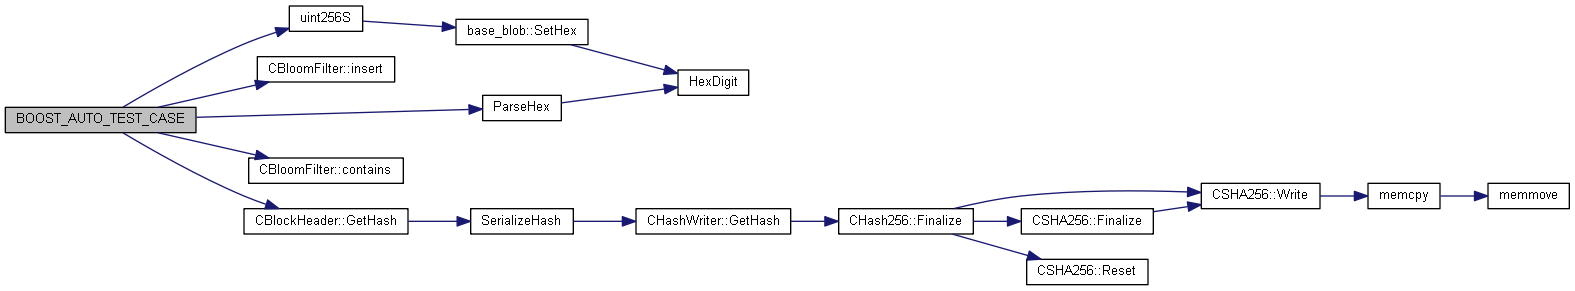 uint256S
base_blob::SetHex
CBloomFilter::insert
HexDigit
ParseHex
BOOST_AUTO_TEST_CASE
CBloomFilter::contains
CSHA256::Write
memcpy
memmove
CBlockHeader::GetHash
SerializeHash
CHashWriter::GetHash
CHash256::Finalize
CSHA256::Finalize
CSHA256::Reset